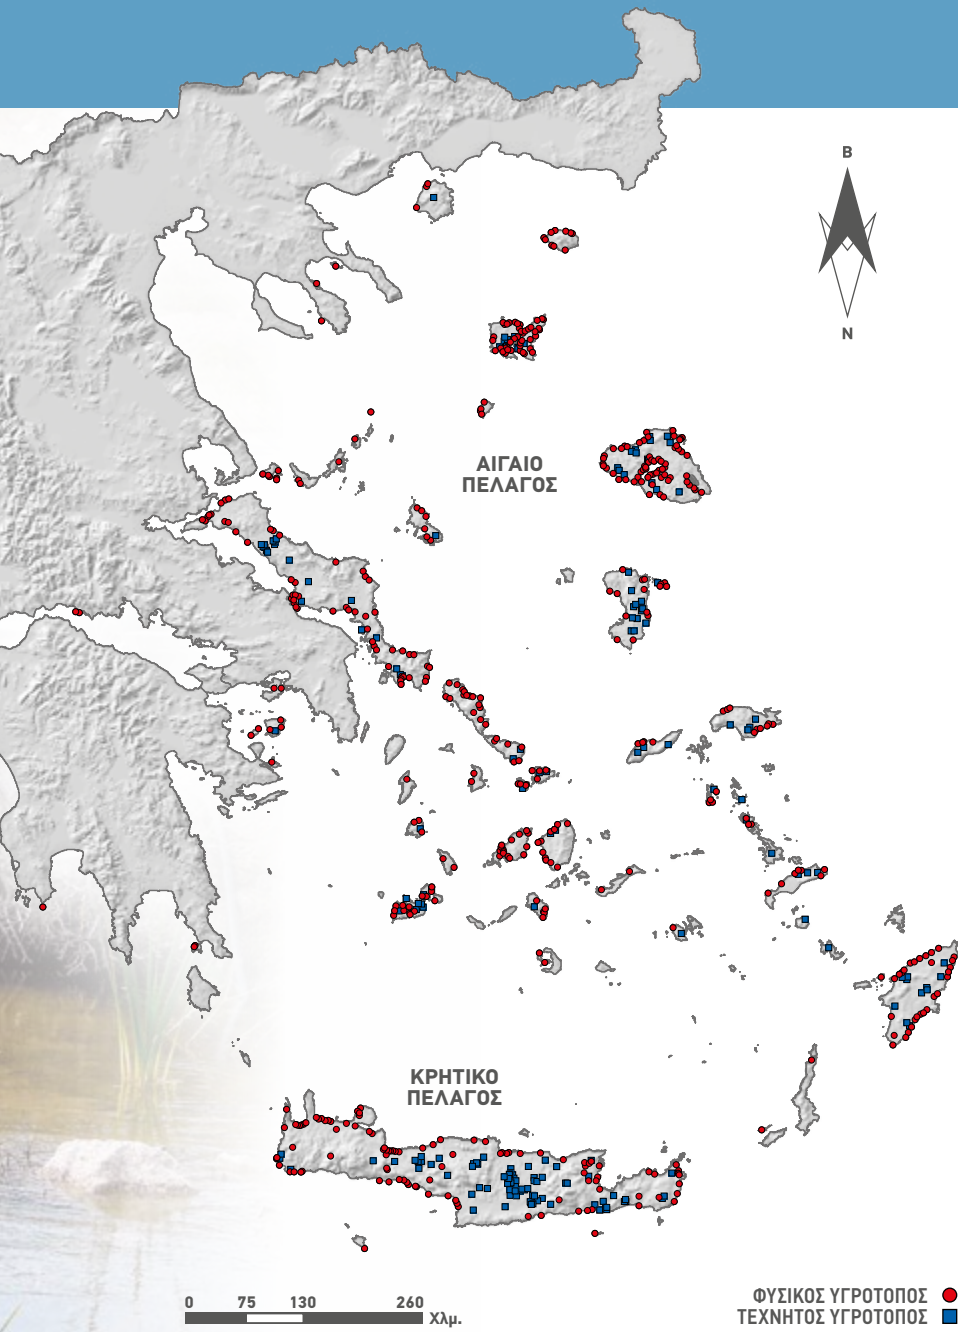 Β
Ν
ΑΙΓΑΙΟ
ΠΕΛΑΓΟΣ
ΚΡΗΤΙΚΟ
ΠΕΛΑΓΟΣ
0 75 130 260 Χλμ.
ΦΥΣΙΚΟΣ ΥΓΡΟΤΟΠΟΣ
ΤΕΧΝΗΤΟΣ ΥΓΡΟΤΟΠΟΣ